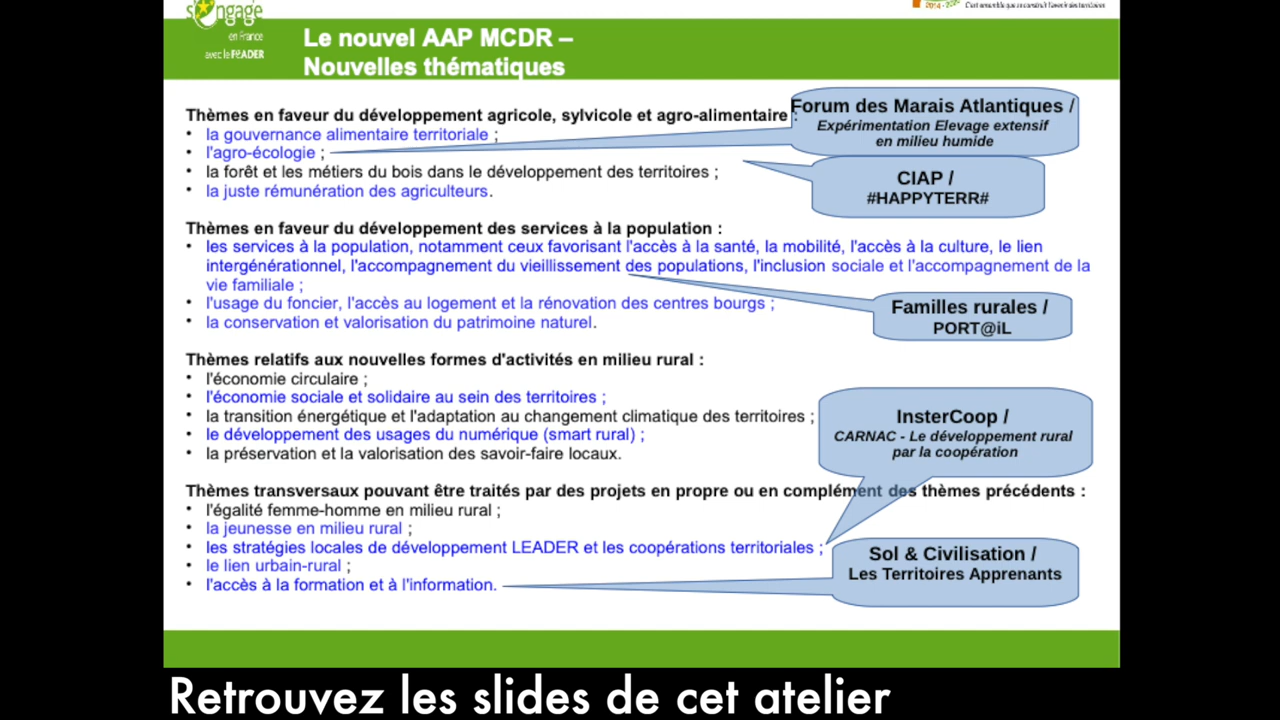 s'engage
en France
avec le FEADER
2014 - 20
C'est ensemble que se construit l'avenir des territoires
Le nouvel AAP MCDR –
Nouvelles thématiques
Thèmes en faveur du développement agricole, sylvicole et agro-alimentaire :
• la gouvernance alimentaire territoriale ;
• l'agro-écologie ;
• la forêt et les métiers du bois dans le développement des territoires ;
• la juste rémunération des agriculteurs.
Forum des Marais Atlantiques /
Expérimentation Elevage extensif
en milieu humide
CIAP /
#HAPPYTERR#
Thèmes en faveur du développement des services à la population :
• les services à la population, notamment ceux favorisant l'accès à la santé, la mobilité, l'accès à la culture, le lien
intergénérationnel, l'accompagnement du vieillissement des populations, l'inclusion sociale et l'accompagnement de la
vie familiale ;
• l'usage du foncier, l'accès au logement et la rénovation des centres bourgs ;
• la conservation et valorisation du patrimoine naturel.
Familles rurales /
PORT@iL
Thèmes relatifs aux nouvelles formes d'activités en milieu rural :
• l'économie circulaire ;
• l'économie sociale et solidaire au sein des territoires ;
• la transition énergétique et l'adaptation au changement climatique des territoires ;
• le développement des usages du numérique (smart rural) ;
• la préservation et la valorisation des savoir-faire locaux.
InsterCoop /
CARNAC - Le développement rural
par la coopération
Thèmes transversaux pouvant être traités par des projets en propre ou en complément des thèmes précédents :
• l'égalité femme-homme en milieu rural ;
• la jeunesse en milieu rural ;
• les stratégies locales de développement LEADER et les coopérations territoriales ;
• le lien urbain-rural ;
• l'accès à la formation et à l'information.
Sol & Civilisation /
Les Territoires Apprenants
Retrouvez les slides de cet atelier